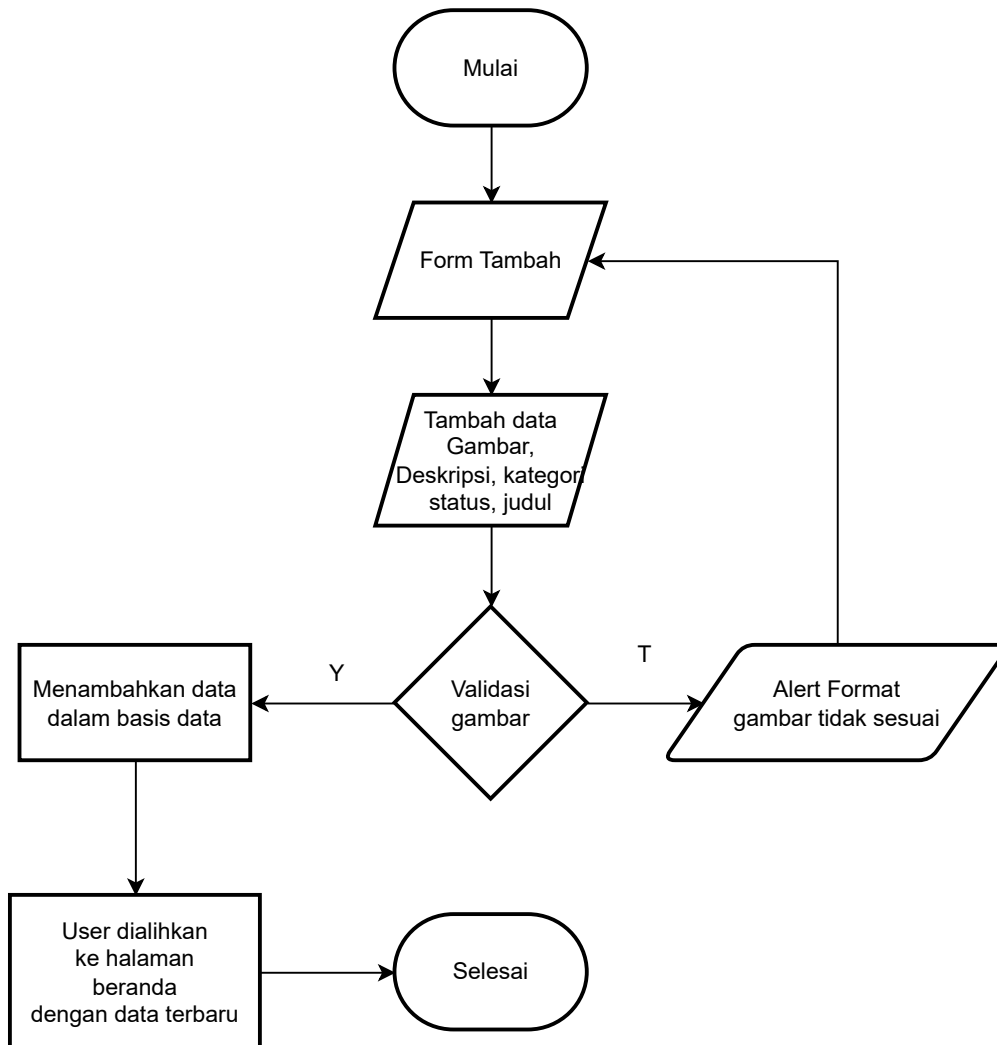 Mulai
Form Tambah
Tambah data
Gambar,
Deskripsi, kategori
status, judul
Validasi
gambar
Y
T
Menambahkan data
dalam basis data
Alert Format
gambar tidak sesuai
User dialihkan
ke halaman
beranda
dengan data terbaru
Selesai